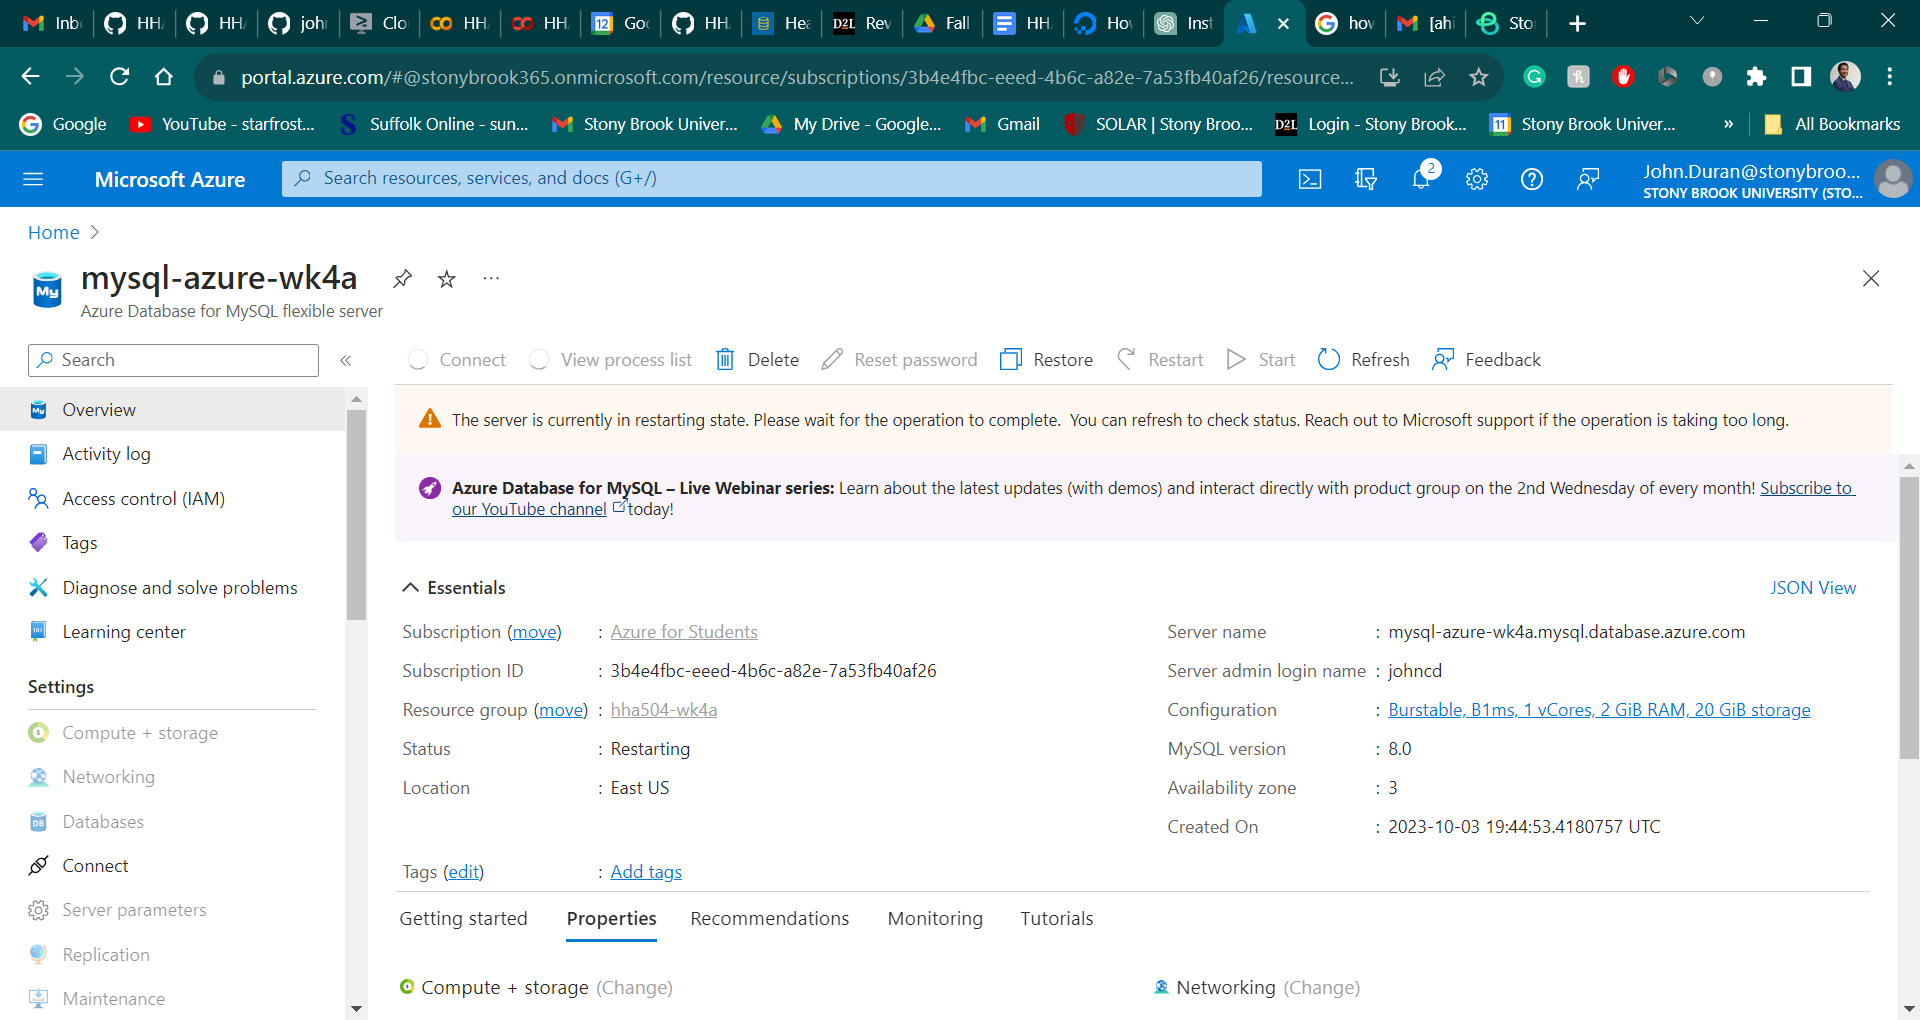 Inb HH HH joh Clo HH HH Goo HH Hea D2L Rev Fall HH Hov Inst how [ahi Sto
portal.azure.com/#@stonybrook365.onmicrosoft.com/resource/subscriptions/3b4e4fbc-eeed-4b6c-a82e-7a53fb40af26/resource...
Google YouTube - starfrost... Suffolk Online - sun... Stony Brook Univer... My Drive - Google... Gmail SOLAR | Stony Broo... D2L Login - Stony Brook... 11 Stony Brook Univer... » All Bookmarks
Microsoft Azure Search resources, services, and docs (G+/) 2 John.Duran@stonybroo...
STONY BROOK UNIVERSITY (STO...
Home >
mysql-azure-wk4a
Azure Database for MySQL flexible server
Search « Connect View process list Delete Reset password Restore Restart Start Refresh Feedback
Overview
Activity log
Access control (IAM)
Tags
Diagnose and solve problems
Learning center
Settings
Compute + storage
Networking
Databases
Connect
Server parameters
Replication
Maintenance
The server is currently in restarting state. Please wait for the operation to complete. You can refresh to check status. Reach out to Microsoft support if the operation is taking too long.
Azure Database for MySQL – Live Webinar series: Learn about the latest updates (with demos) and interact directly with product group on the 2nd Wednesday of every month! Subscribe to
our YouTube channel today!
Essentials JSON View
Subscription (move) : Azure for Students
Subscription ID : 3b4e4fbc-eeed-4b6c-a82e-7a53fb40af26
Resource group (move) : hha504-wk4a
Status : Restarting
Location : East US
Server name : mysql-azure-wk4a.mysql.database.azure.com
Server admin login name : johncd
Configuration : Burstable, B1ms, 1 vCores, 2 GiB RAM, 20 GiB storage
MySQL version : 8.0
Availability zone : 3
Created On : 2023-10-03 19:44:53.4180757 UTC
Tags (edit) : Add tags
Getting started Properties Recommendations Monitoring Tutorials
Compute + storage (Change) Networking (Change)